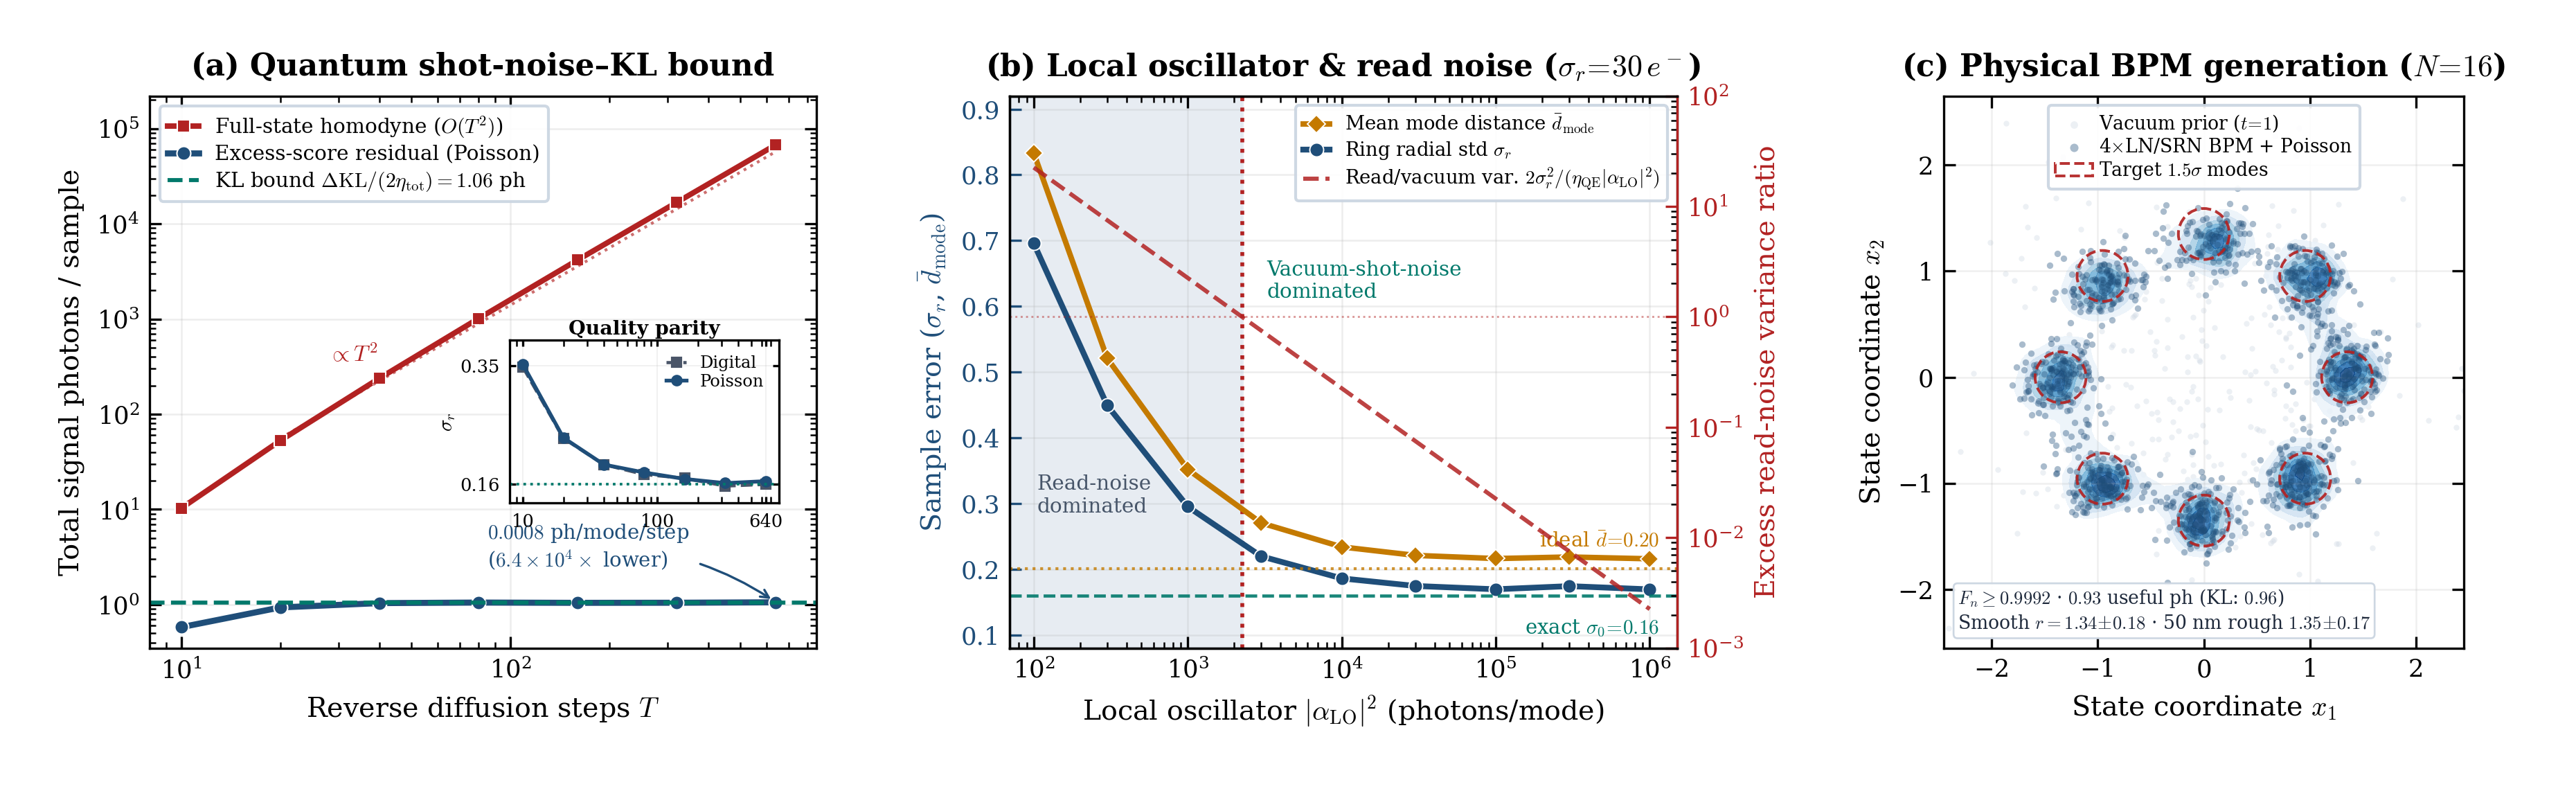 (a) Quantum shot-noise–KL bound
Total signal photons / sample
10⁵
10⁴
10³
10²
10¹
10⁰
Full-state homodyne (O(T²))
Excess-score residual (Poisson)
KL bound ΔKL/(2η_tot) = 1.06 ph
∝ T²
Quality parity
Digital
Poisson
σ_r
0.35
0.16
10
100
640
0.0008 ph/mode/step
(6.4 × 10⁴ × lower)
10¹
10²
Reverse diffusion steps T
(b) Local oscillator & read noise (σ_r=30 e⁻)
Sample error (σ_r, d̄_mode)
0.9
0.8
0.7
0.6
0.5
0.4
0.3
0.2
0.1
Mean mode distance d̄_mode
Ring radial std σ_r
Read/vacuum var. 2σ_r²/(η_QE|α_LO|²)
Vacuum-shot-noise
dominated
Read-noise
dominated
ideal d̄=0.20
exact σ₀=0.16
10²
10¹
10⁰
10⁻¹
10⁻²
10⁻³
Excess read-noise variance ratio
10²
10³
10⁴
10⁵
10⁶
Local oscillator |α_LO|² (photons/mode)
(c) Physical BPM generation (N=16)
State coordinate x₂
2
1
0
−1
−2
Vacuum prior (t=1)
4×LN/SRN BPM + Poisson
Target 1.5σ modes
F_n ≥ 0.9992 · 0.93 useful ph (KL: 0.96)
Smooth r = 1.34±0.18 · 50 nm rough 1.35±0.17
−2
−1
0
1
2
State coordinate x₁